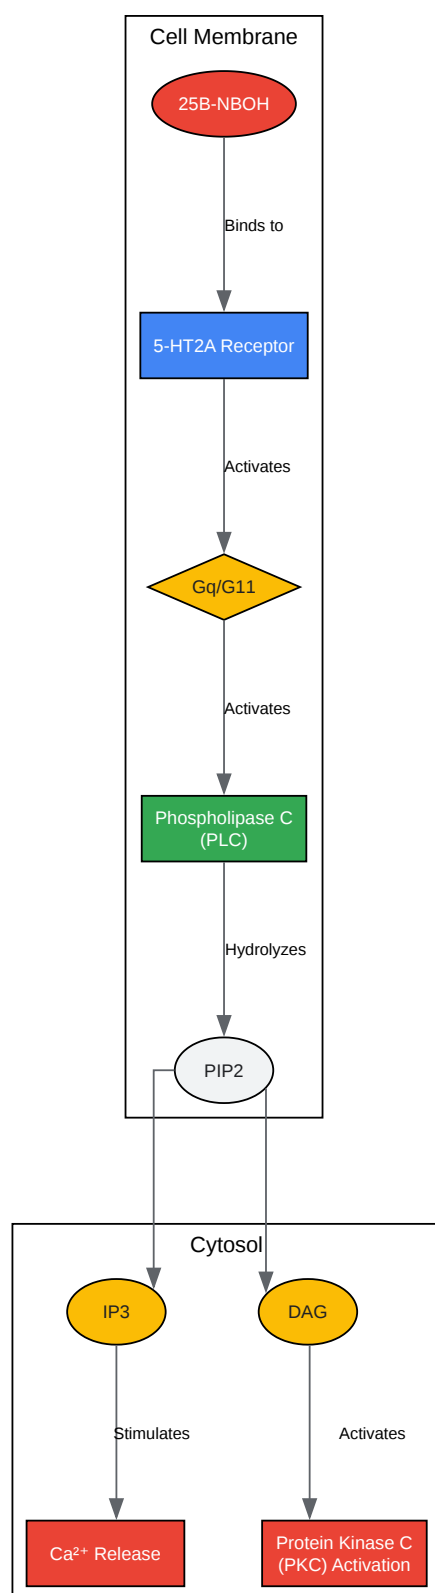 Cell Membrane
25B-NBOH
Binds to
5-HT2A Receptor
Activates
Gq/G11
Activates
Phospholipase C
(PLC)
Hydrolyzes
PIP2
Cytosol
IP3
DAG
Stimulates
Activates
Ca²⁺ Release
Protein Kinase C
(PKC) Activation